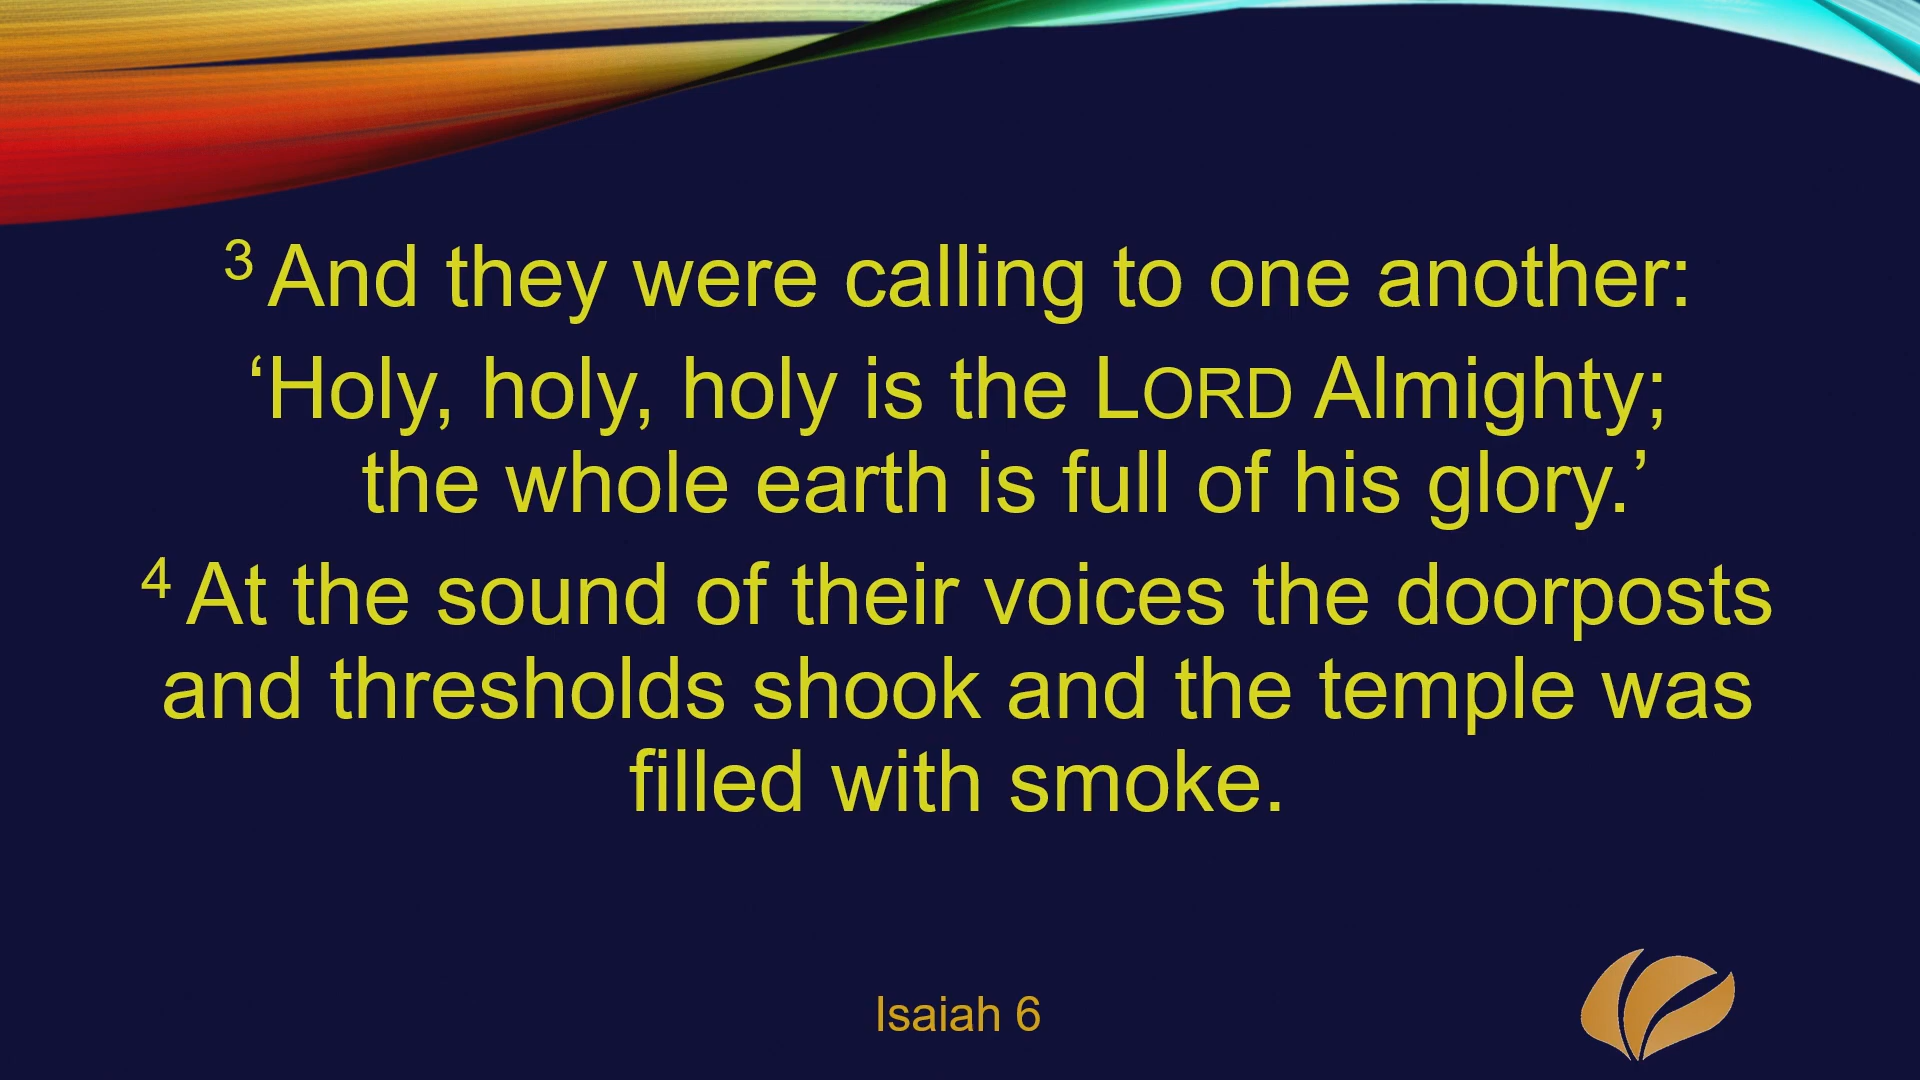 3 And they were calling to one another:
‘Holy, holy, holy is the LORD Almighty;
the whole earth is full of his glory.’
4 At the sound of their voices the doorposts
and thresholds shook and the temple was
filled with smoke.
Isaiah 6